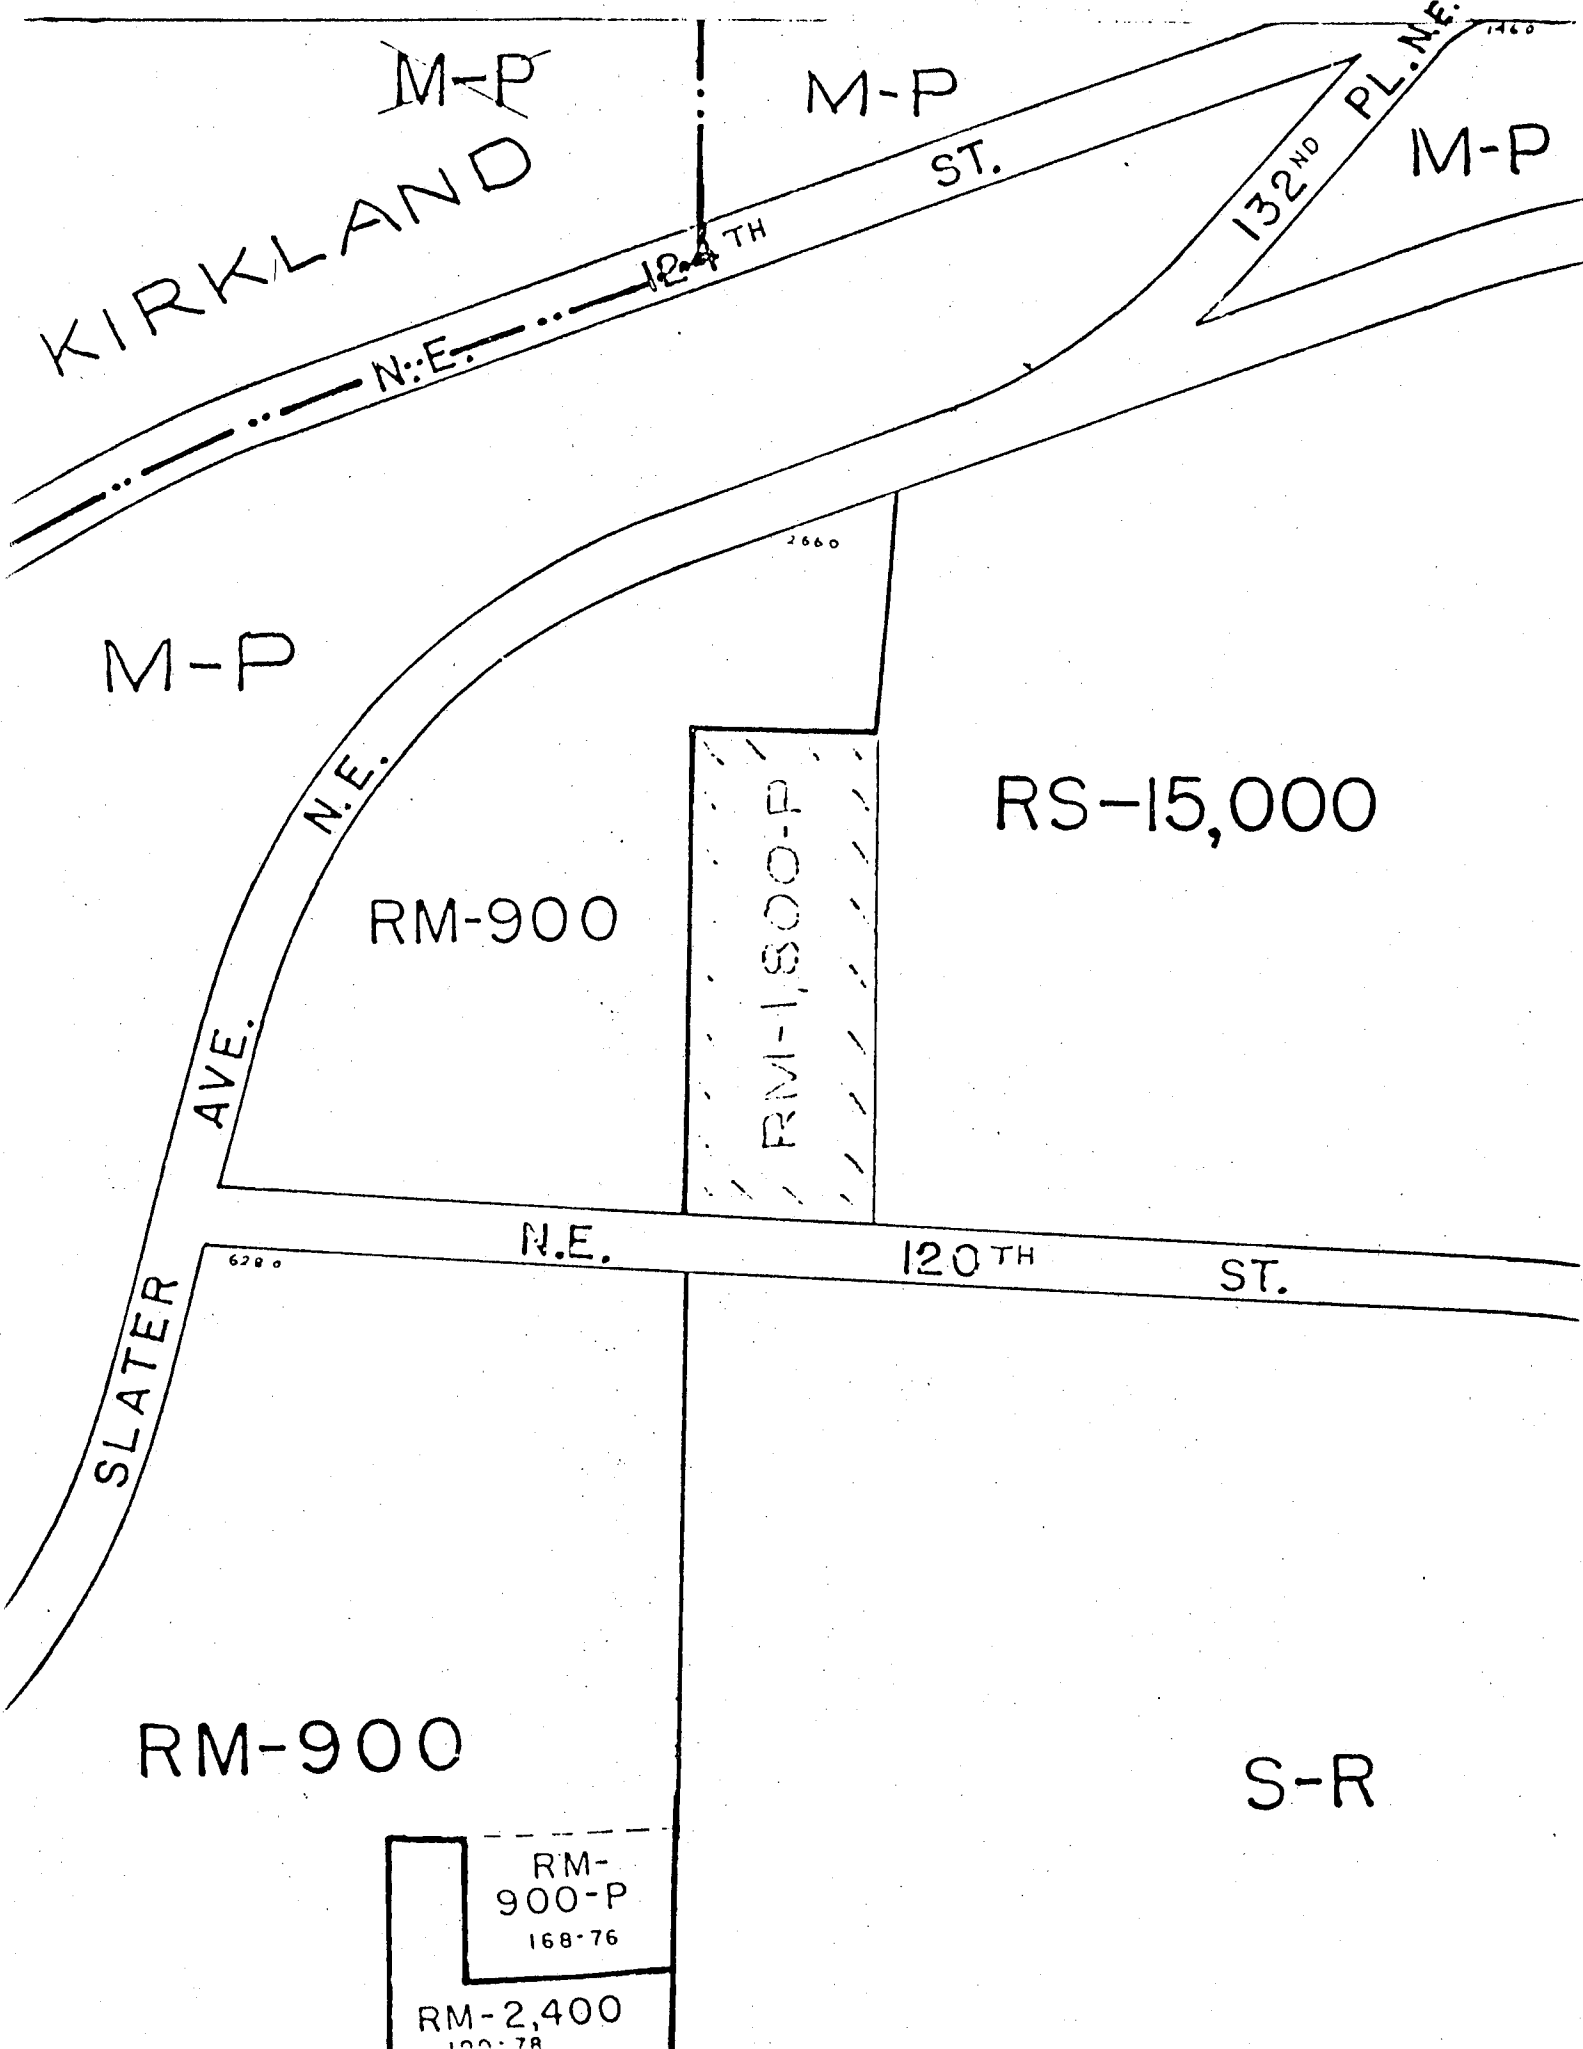 M-P
M-P
132ND PL. N.E.
1460
M-P
KIRKLAND
N.E. 124TH ST.
2660
M-P
RS-15,000
RM-900
RM-1,800-P
SLATER AVE. N.E.
N.E. 120TH ST.
6280
RM-900
S-R
RM-
900-P
168-76
RM-2,400